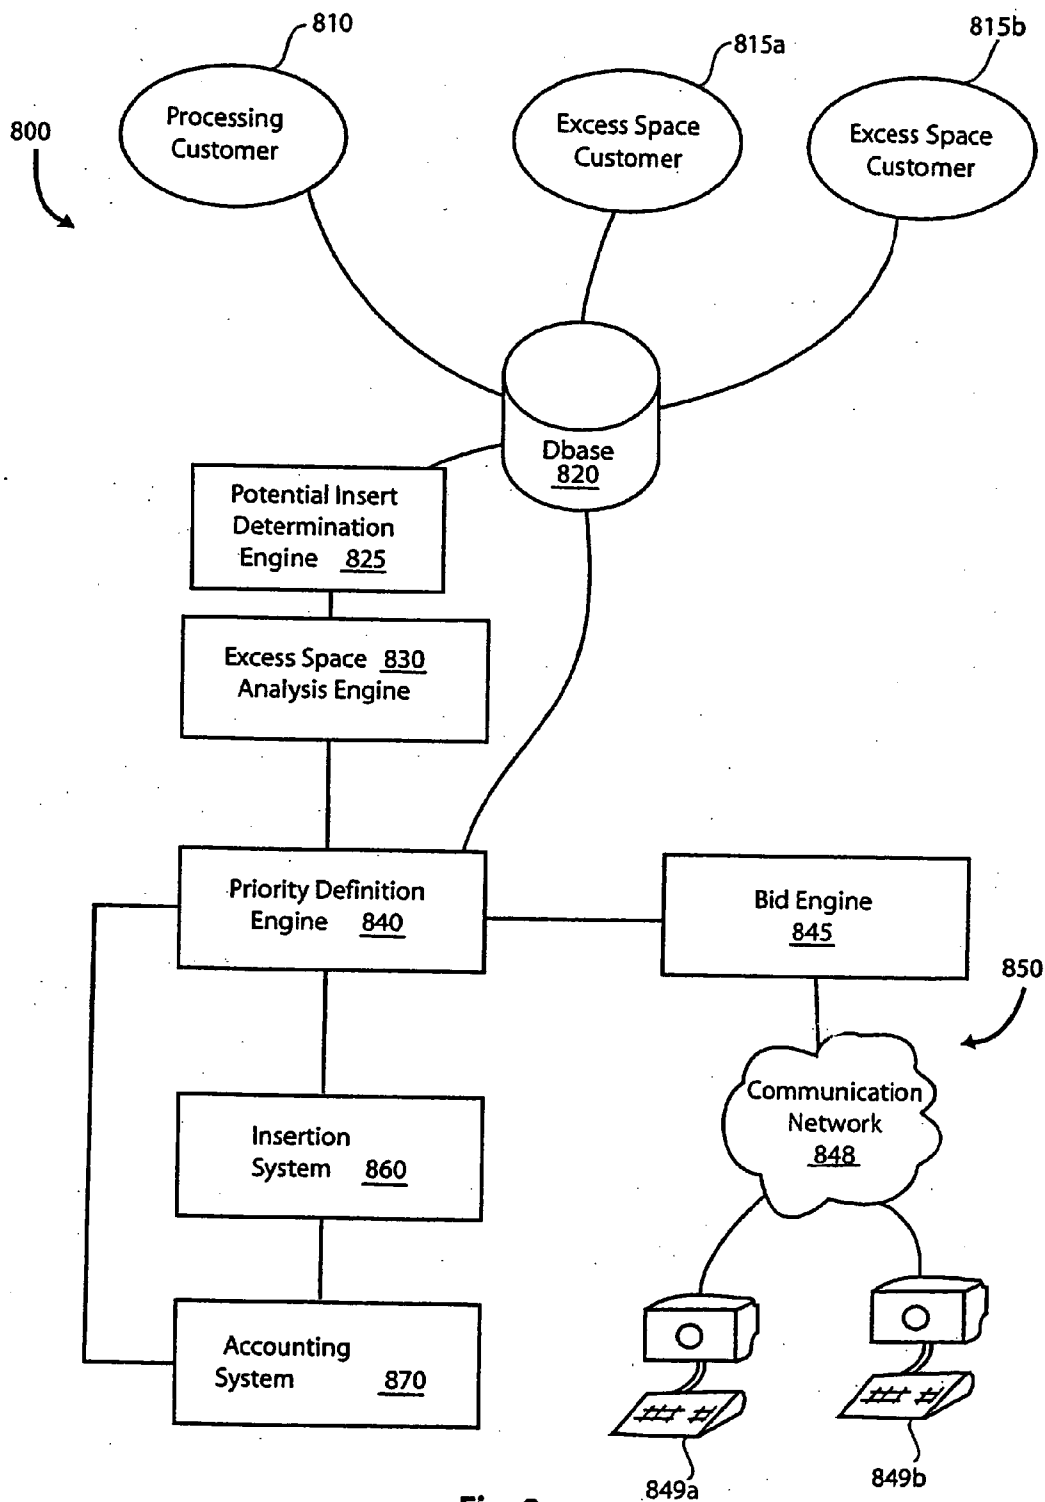 810
815a
815b
800
Processing
Customer
Excess Space
Customer
Excess Space
Customer
Dbase
820
Potential Insert
Determination
Engine 825
Excess Space 830
Analysis Engine
Priority Definition
Engine 840
Bid Engine
845
850
Communication
Network
848
Insertion
System 860
Accounting
System 870
849a
849b